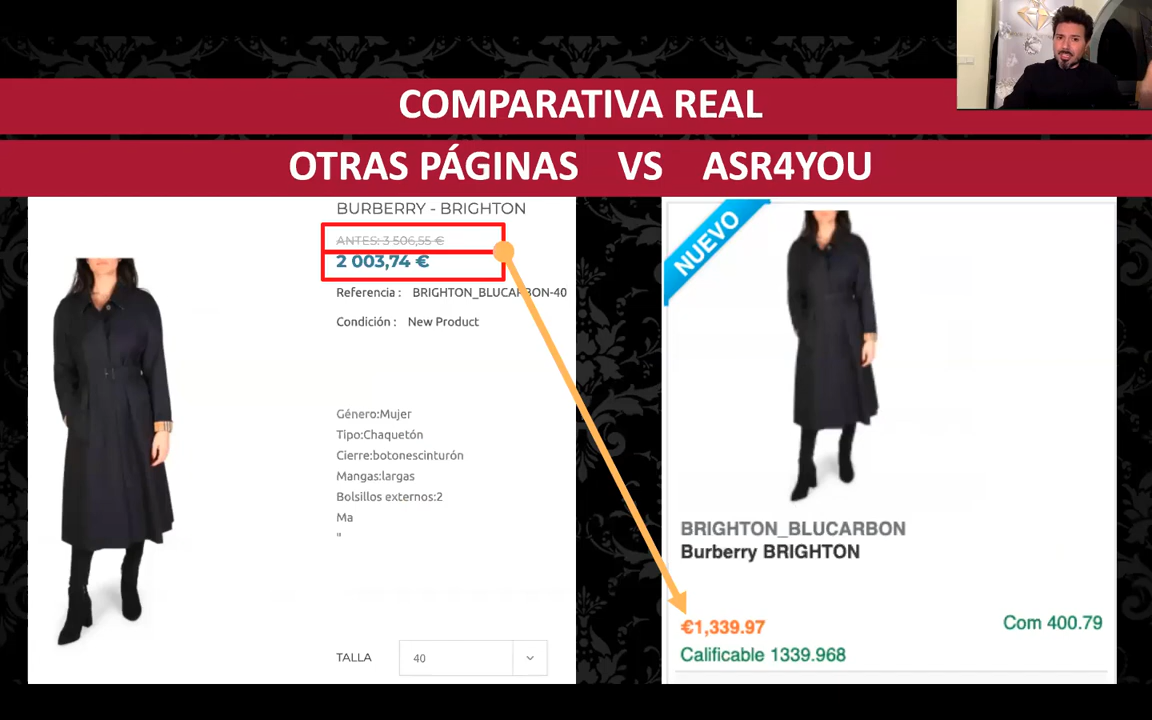 COMPARATIVA REAL
OTRAS PÁGINAS VS ASR4YOU
BURBERRY - BRIGHTON
ANTES: 3 506,55 €
2 003,74 €
Referencia : BRIGHTON_BLUCARBON-40
Condición : New Product
Género:Mujer
Tipo:Chaquetón
Cierre:botonescinturón
Mangas:largas
Bolsillos externos:2
Ma
"
TALLA 40
NUEVO
BRIGHTON_BLUCARBON
Burberry BRIGHTON
€1,339.97 Com 400.79
Calificable 1339.968